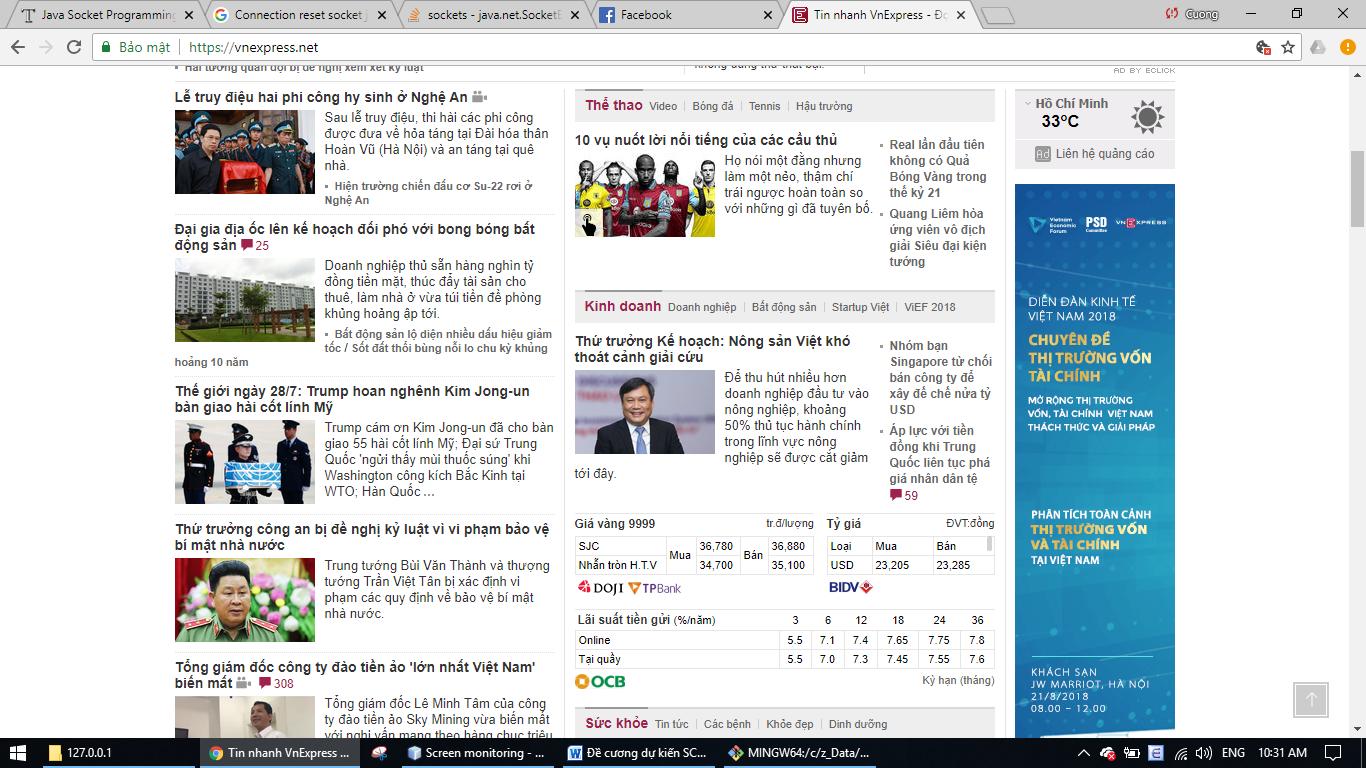 Java Socket Programming
Connection reset socket j
sockets - java.net.SocketE
Facebook
Tin nhanh VnExpress - Đọ
Cuong
Bảo mật
https://vnexpress.net
Hai tướng quân đội bị đề nghị xem xét kỷ luật
AD BY ECLICK
Lễ truy điệu hai phi công hy sinh ở Nghệ An
Sau lễ truy điệu, thi hài các phi công
được đưa về hỏa táng tại Đài hóa thân
Hoàn Vũ (Hà Nội) và an táng tại quê
nhà.
Hiện trường chiến đấu cơ Su-22 rơi ở
Nghệ An
Đại gia địa ốc lên kế hoạch đối phó với bong bóng bất
động sản 25
Doanh nghiệp thủ sẵn hàng nghìn tỷ
đồng tiền mặt, thúc đẩy tài sản cho
thuê, làm nhà ở vừa túi tiền để phòng
khủng hoảng ập tới.
Bất động sản lộ diện nhiều dấu hiệu giảm
tốc / Sốt đất thổi bùng nỗi lo chu kỳ khủng
hoảng 10 năm
Thế giới ngày 28/7: Trump hoan nghênh Kim Jong-un
bàn giao hài cốt lính Mỹ
Trump cám ơn Kim Jong-un đã cho bàn
giao 55 hài cốt lính Mỹ; Đại sứ Trung
Quốc 'ngửi thấy mùi thuốc súng' khi
Washington công kích Bắc Kinh tại
WTO; Hàn Quốc ...
Thứ trưởng công an bị đề nghị kỷ luật vì vi phạm bảo vệ
bí mật nhà nước
Trung tướng Bùi Văn Thành và thượng
tướng Trần Việt Tân bị xác định vi
phạm các quy định về bảo vệ bí mật
nhà nước.
Tổng giám đốc công ty đào tiền ảo 'lớn nhất Việt Nam'
biến mất 308
Tổng giám đốc Lê Minh Tâm của công
ty đào tiền ảo Sky Mining vừa biến mất
với nghi vấn mang theo hàng chục triệu
Thể thao Video Bóng đá Tennis Hậu trường
10 vụ nuốt lời nổi tiếng của các cầu thủ
Họ nói một đằng nhưng
làm một nẻo, thậm chí
trái ngược hoàn toàn so
với những gì đã tuyên bố.
Real lần đầu tiên
không có Quả
Bóng Vàng trong
thế kỷ 21
Quang Liêm hòa
ứng viên vô địch
giải Siêu đại kiện
tướng
Kinh doanh Doanh nghiệp Bất động sản Startup Việt ViEF 2018
Thứ trưởng Kế hoạch: Nông sản Việt khó
thoát cảnh giải cứu
Để thu hút nhiều hơn
doanh nghiệp đầu tư vào
nông nghiệp, khoảng
50% thủ tục hành chính
trong lĩnh vực nông
nghiệp sẽ được cắt giảm
tới đây.
Nhóm bạn
Singapore từ chối
bán công ty để
xây đế chế nửa tỷ
USD
Áp lực với tiền
đồng khi Trung
Quốc liên tục phá
giá nhân dân tệ
59
Giá vàng 9999 tr.đ/lượng
SJC Mua 36,780 Bán 36,880
Nhẫn tròn H.T.V 34,700 35,100
DOJI TPBank
Tỷ giá ĐVT:đồng
Loại Mua Bán
USD 23,205 23,285
BIDV
Lãi suất tiền gửi (%/năm) 3 6 12 18 24 36
Online 5.5 7.1 7.4 7.65 7.75 7.8
Tại quầy 5.5 7.0 7.3 7.45 7.55 7.6
OCB Kỳ hạn (tháng)
Sức khỏe Tin tức Các bệnh Khỏe đẹp Dinh dưỡng
Hồ Chí Minh
33°C
Ad Liên hệ quảng cáo
Vietnam Economic Forum
PSD Committee
VNEXPRESS
DIỄN ĐÀN KINH TẾ
VIỆT NAM 2018
CHUYÊN ĐỀ
THỊ TRƯỜNG VỐN
TÀI CHÍNH
MỞ RỘNG THỊ TRƯỜNG
VỐN, TÀI CHÍNH VIỆT NAM
THÁCH THỨC VÀ GIẢI PHÁP
PHÂN TÍCH TOÀN CẢNH
THỊ TRƯỜNG VỐN
VÀ TÀI CHÍNH
TẠI VIỆT NAM
KHÁCH SẠN
JW MARRIOT, HÀ NỘI
21/8/2018
08.00 – 12.00
127.0.0.1
Tin nhanh VnExpress ...
Screen monitoring - ...
Đề cương dự kiến SC...
MINGW64:/c/z_Data/...
ENG
10:31 AM